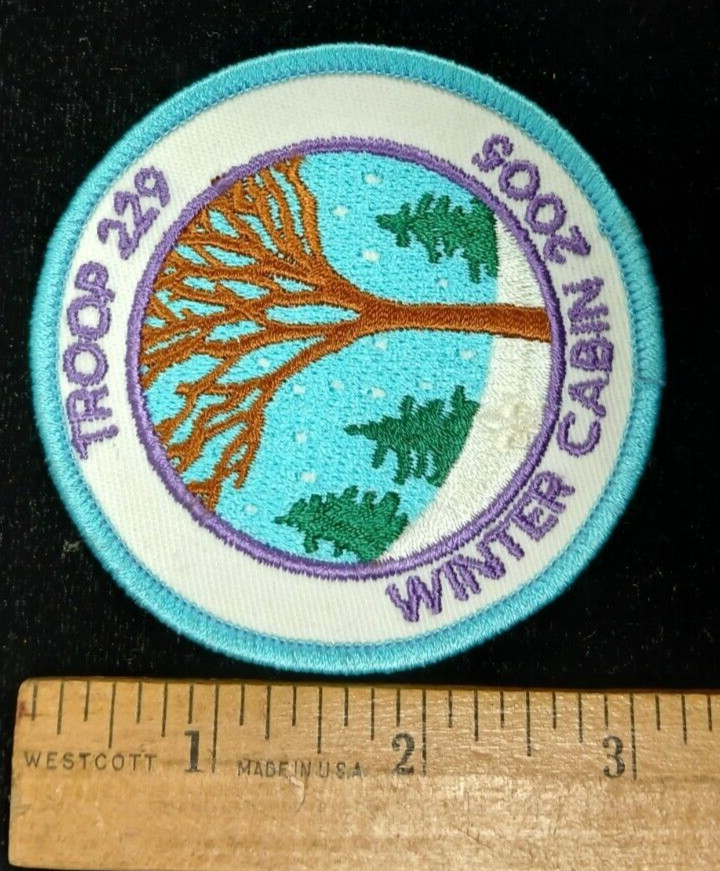 TROOP 229
WINTER CABIN 2005
WESTCOTT
MADE IN U.S.A
1 2 3